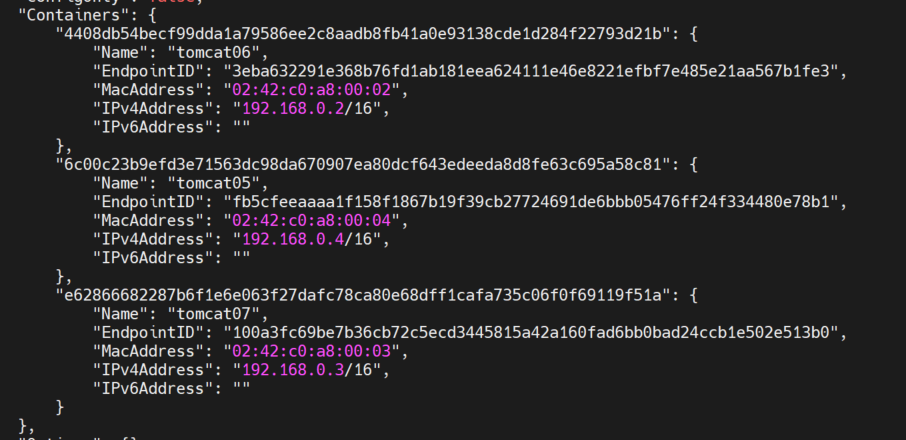 "Containers": {
"4408db54becf99dda1a79586ee2c8aadb8fb41a0e93138cde1d284f22793d21b": {
"Name": "tomcat06",
"EndpointID": "3eba632291e368b76fd1ab181eea624111e46e8221efbf7e485e21aa567b1fe3",
"MacAddress": "02:42:c0:a8:00:02",
"IPv4Address": "192.168.0.2/16",
"IPv6Address": ""
},
"6c00c23b9efd3e71563dc98da670907ea80dcf643edeeda8d8fe63c695a58c81": {
"Name": "tomcat05",
"EndpointID": "fb5cfeeaaaa1f158f1867b19f39cb27724691de6bbb05476ff24f334480e78b1",
"MacAddress": "02:42:c0:a8:00:04",
"IPv4Address": "192.168.0.4/16",
"IPv6Address": ""
},
"e62866682287b6f1e6e063f27dafc78ca80e68dff1cafa735c06f0f69119f51a": {
"Name": "tomcat07",
"EndpointID": "100a3fc69be7b36cb72c5ecd3445815a42a160fad6bb0bad24ccb1e502e513b0",
"MacAddress": "02:42:c0:a8:00:03",
"IPv4Address": "192.168.0.3/16",
"IPv6Address": ""
}
},